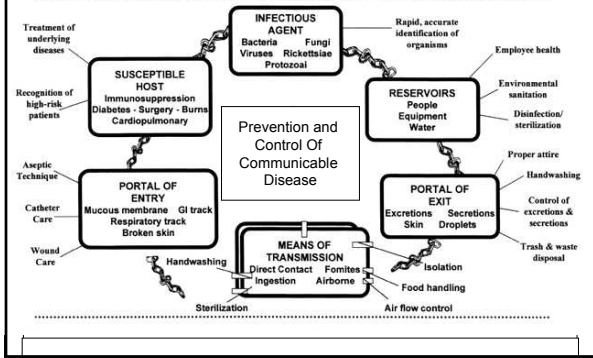 INFECTIOUS
AGENT
Bacteria Fungi
Viruses Rickettsiae
Protozoai
Rapid, accurate
identification of
organisms
Treatment of
underlying
diseases
Recognition of
high-risk
patients
SUSCEPTIBLE
HOST
Immunosuppression
Diabetes - Surgery - Burns
Cardiopulmonary
Employee health
Environmental
sanitation
Disinfection/
sterilization
RESERVOIRS
People
Equipment
Water
Prevention and
Control Of
Communicable
Disease
Aseptic
Technique
Catheter
Care
Wound
Care
PORTAL OF
ENTRY
Mucous membrane GI track
Respiratory track
Broken skin
PORTAL OF
EXIT
Excretions Secretions
Skin Droplets
Proper attire
Handwashing
Control of
excretions &
secretions
Trash & waste
disposal
MEANS OF
TRANSMISSION
Direct Contact Fomites
Ingestion Airborne
Handwashing
Sterilization
Isolation
Food handling
Air flow control